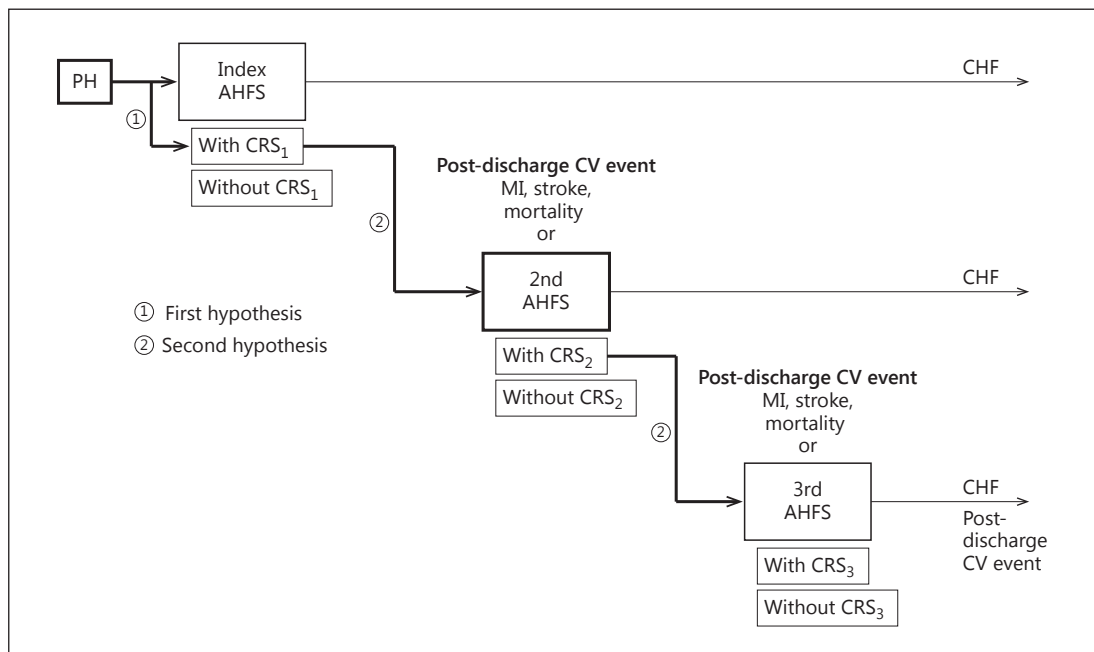 PH
Index
AHFS
CHF
①
With CRS₁
Without CRS₁
②
Post-discharge CV event
MI, stroke,
mortality
or
2nd
AHFS
CHF
① First hypothesis
② Second hypothesis
With CRS₂
Without CRS₂
②
Post-discharge CV event
MI, stroke,
mortality
or
3rd
AHFS
CHF
Post-
discharge
CV event
With CRS₃
Without CRS₃